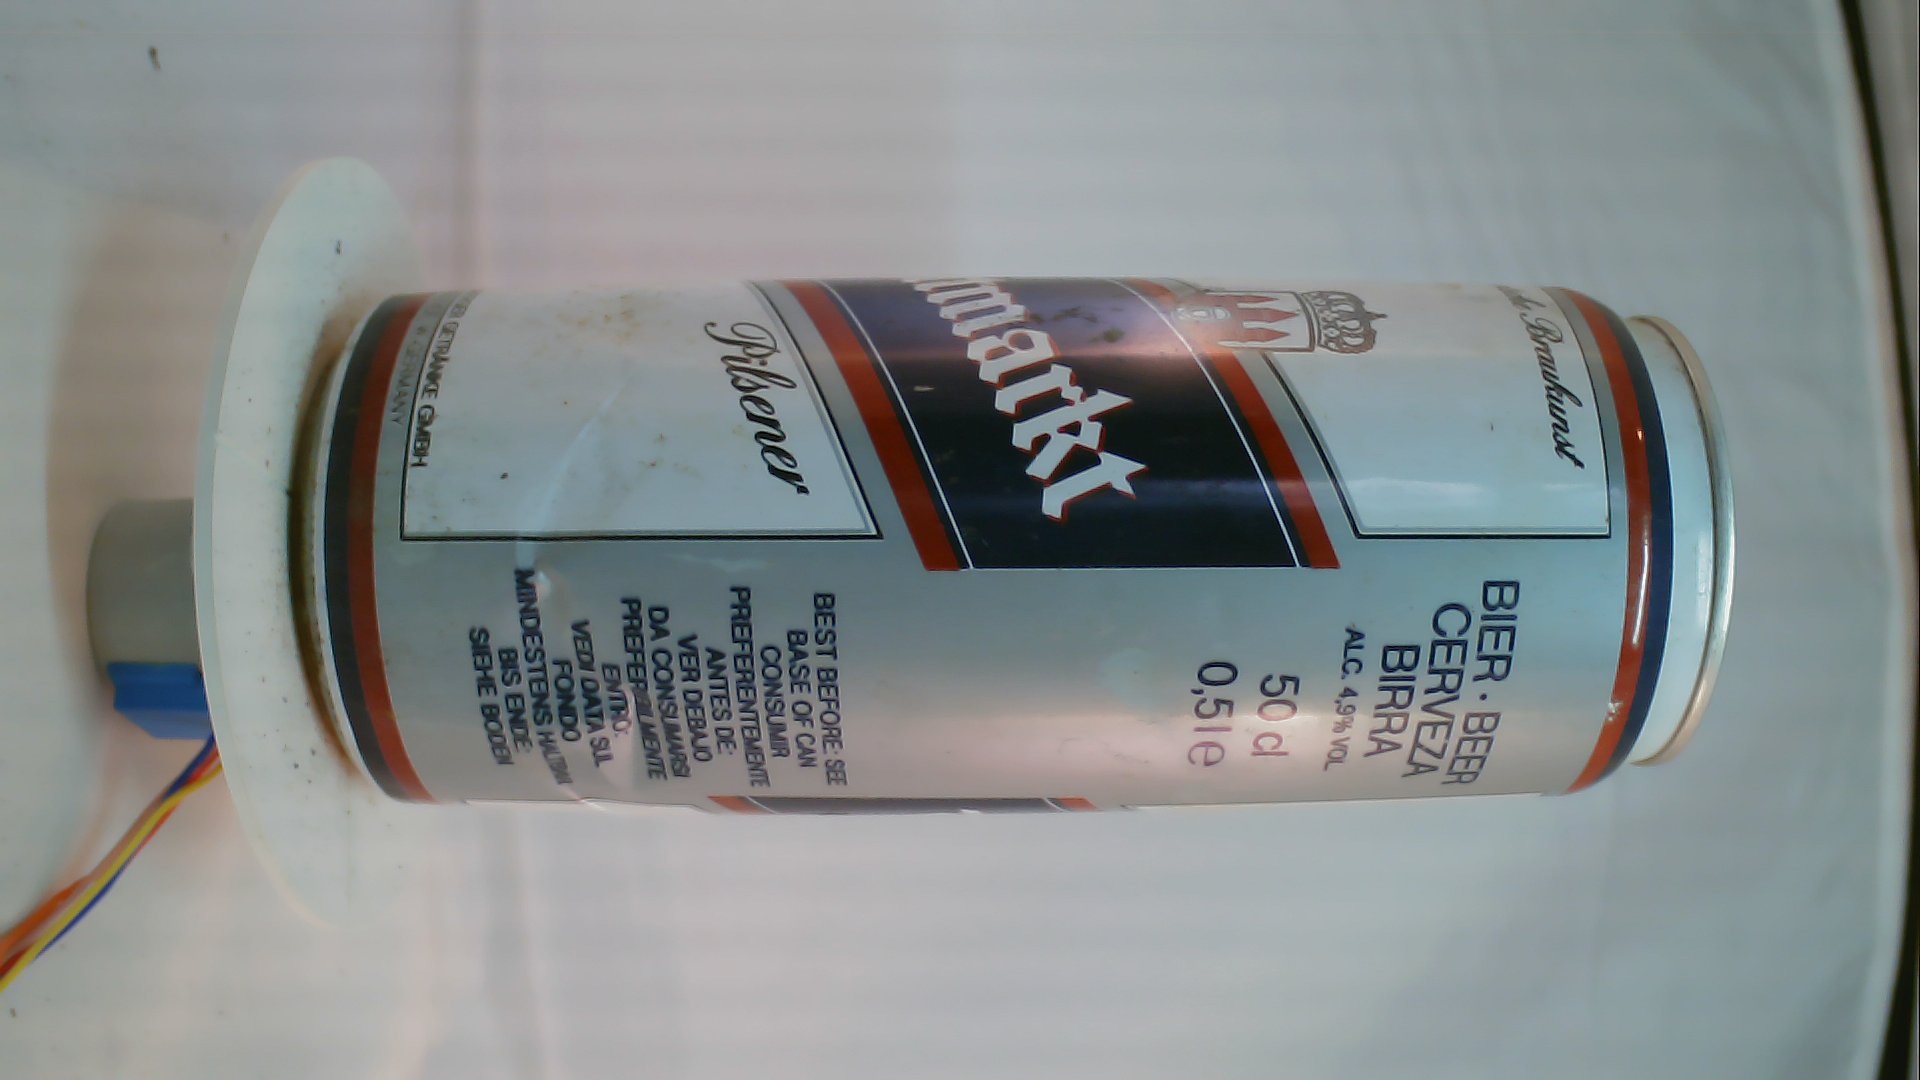 Brauhunst
markt
Pilsener
GETRÄNKE GMBH
GERMANY
BIER · BEER
CERVEZA
BIRRA
ALC. 4,9% VOL
50 cl
0,5l e
BEST BEFORE: SEE
BASE OF CAN
CONSUMIR
PREFERENTEMENTE
ANTES DE:
VER DEBAJO
DA CONSUMARSI
PREFERIBILMENTE
ENTRO:
VEDI DATA SUL
FONDO
MINDESTENS HALTBAR
BIS ENDE:
SIEHE BODEN